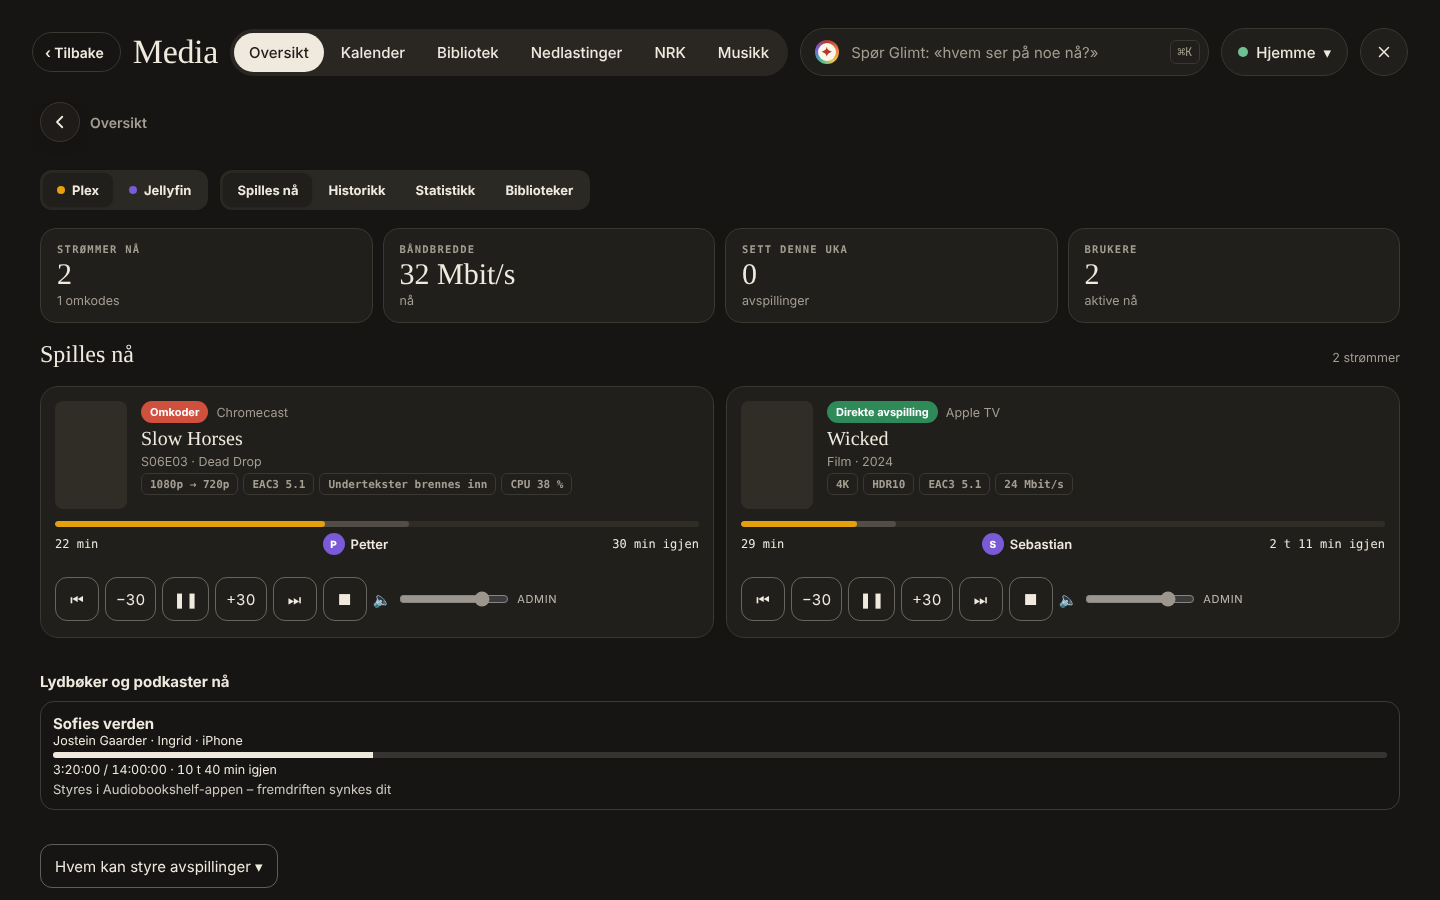 ‹ Tilbake Media Oversikt Kalender Bibliotek Nedlastinger NRK Musikk Spør Glimt: «hvem ser på noe nå?» ⌘K Hjemme ▾ ✕
Oversikt
Plex Jellyfin Spilles nå Historikk Statistikk Biblioteker
STRØMMER NÅ
2
1 omkodes
BÅNDBREDDE
32 Mbit/s
nå
SETT DENNE UKA
0
avspillinger
BRUKERE
2
aktive nå
Spilles nå
2 strømmer
Omkoder Chromecast
Slow Horses
S06E03 · Dead Drop
1080p → 720p EAC3 5.1 Undertekster brennes inn CPU 38 %
22 min P Petter 30 min igjen
−30 +30 ADMIN
Direkte avspilling Apple TV
Wicked
Film · 2024
4K HDR10 EAC3 5.1 24 Mbit/s
29 min S Sebastian 2 t 11 min igjen
−30 +30 ADMIN
Lydbøker og podkaster nå
Sofies verden
Jostein Gaarder · Ingrid · iPhone
3:20:00 / 14:00:00 · 10 t 40 min igjen
Styres i Audiobookshelf-appen – fremdriften synkes dit
Hvem kan styre avspillinger ▾